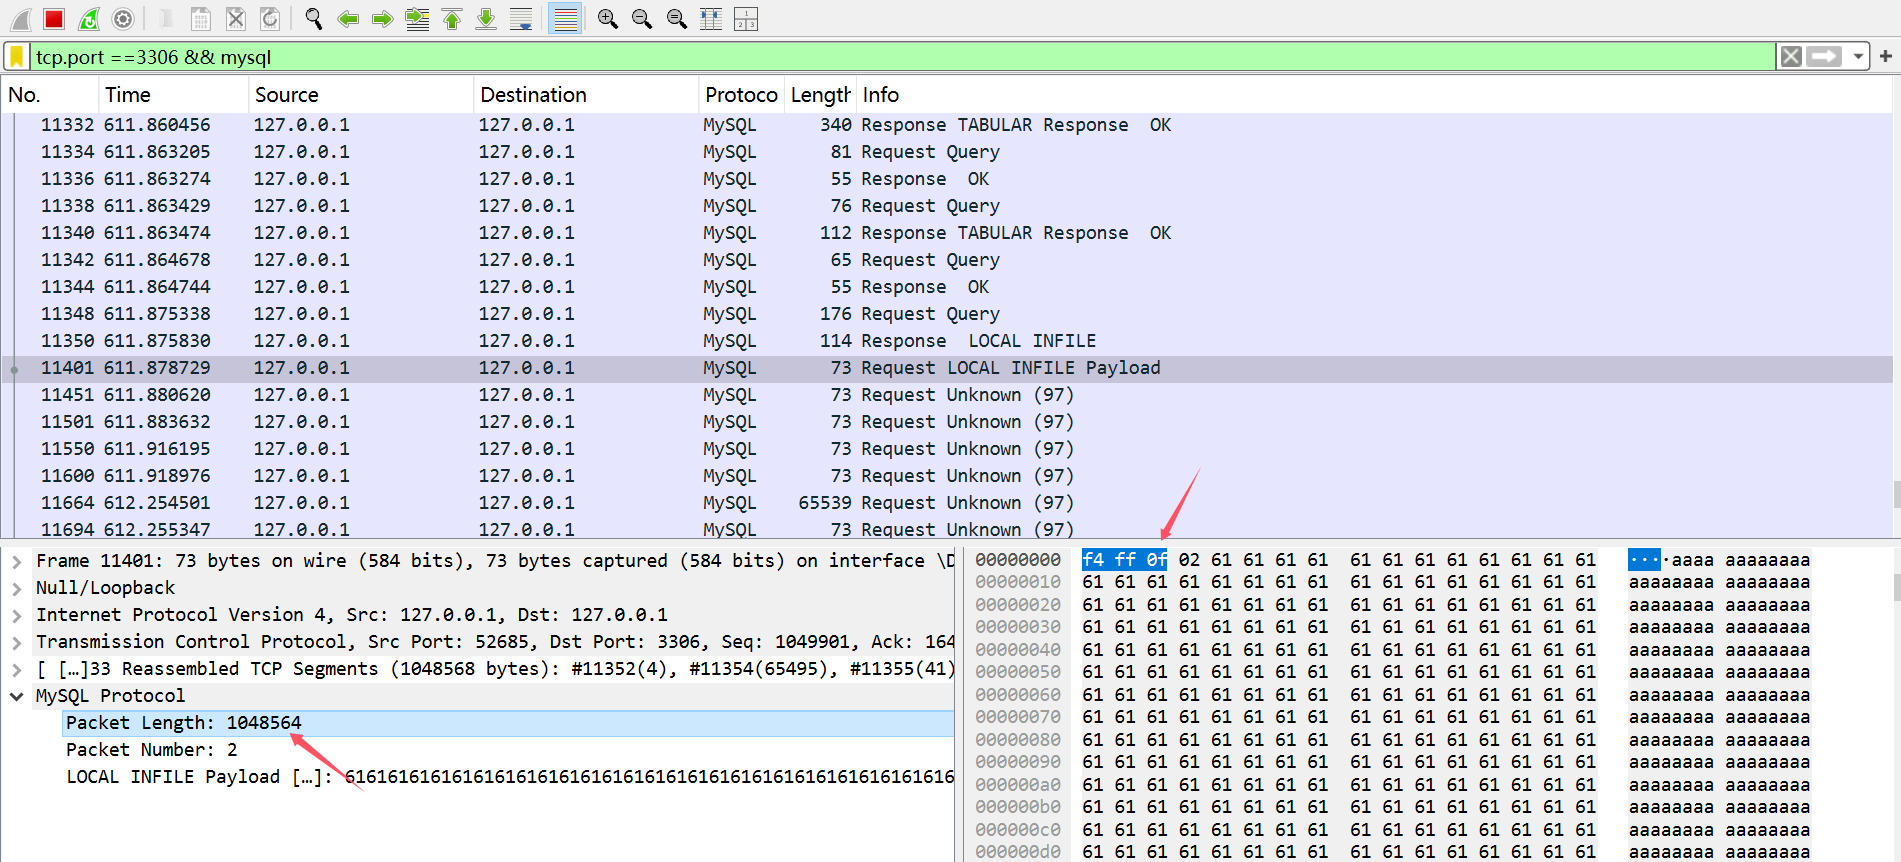 tcp.port ==3306 && mysql
No. Time Source Destination Protoco Length Info
11332 611.860456 127.0.0.1 127.0.0.1 MySQL 340 Response TABULAR Response OK
11334 611.863205 127.0.0.1 127.0.0.1 MySQL 81 Request Query
11336 611.863274 127.0.0.1 127.0.0.1 MySQL 55 Response OK
11338 611.863429 127.0.0.1 127.0.0.1 MySQL 76 Request Query
11340 611.863474 127.0.0.1 127.0.0.1 MySQL 112 Response TABULAR Response OK
11342 611.864678 127.0.0.1 127.0.0.1 MySQL 65 Request Query
11344 611.864744 127.0.0.1 127.0.0.1 MySQL 55 Response OK
11348 611.875338 127.0.0.1 127.0.0.1 MySQL 176 Request Query
11350 611.875830 127.0.0.1 127.0.0.1 MySQL 114 Response LOCAL INFILE
11401 611.878729 127.0.0.1 127.0.0.1 MySQL 73 Request LOCAL INFILE Payload
11451 611.880620 127.0.0.1 127.0.0.1 MySQL 73 Request Unknown (97)
11501 611.883632 127.0.0.1 127.0.0.1 MySQL 73 Request Unknown (97)
11550 611.916195 127.0.0.1 127.0.0.1 MySQL 73 Request Unknown (97)
11600 611.918976 127.0.0.1 127.0.0.1 MySQL 73 Request Unknown (97)
11664 612.254501 127.0.0.1 127.0.0.1 MySQL 65539 Request Unknown (97)
11694 612.255347 127.0.0.1 127.0.0.1 MySQL 73 Request Unknown (97)
Frame 11401: 73 bytes on wire (584 bits), 73 bytes captured (584 bits) on interface \D
Null/Loopback
Internet Protocol Version 4, Src: 127.0.0.1, Dst: 127.0.0.1
Transmission Control Protocol, Src Port: 52685, Dst Port: 3306, Seq: 1049901, Ack: 164
[ […]33 Reassembled TCP Segments (1048568 bytes): #11352(4), #11354(65495), #11355(41)
MySQL Protocol
Packet Length: 1048564
Packet Number: 2
LOCAL INFILE Payload […]: 616161616161616161616161616161616161616161616161616161616161
00000000 f4 ff 0f 02 61 61 61 61 61 61 61 61 61 61 61 61 ····aaaa aaaaaaaa
00000010 61 61 61 61 61 61 61 61 61 61 61 61 61 61 61 61 aaaaaaaa aaaaaaaa
00000020 61 61 61 61 61 61 61 61 61 61 61 61 61 61 61 61 aaaaaaaa aaaaaaaa
00000030 61 61 61 61 61 61 61 61 61 61 61 61 61 61 61 61 aaaaaaaa aaaaaaaa
00000040 61 61 61 61 61 61 61 61 61 61 61 61 61 61 61 61 aaaaaaaa aaaaaaaa
00000050 61 61 61 61 61 61 61 61 61 61 61 61 61 61 61 61 aaaaaaaa aaaaaaaa
00000060 61 61 61 61 61 61 61 61 61 61 61 61 61 61 61 61 aaaaaaaa aaaaaaaa
00000070 61 61 61 61 61 61 61 61 61 61 61 61 61 61 61 61 aaaaaaaa aaaaaaaa
00000080 61 61 61 61 61 61 61 61 61 61 61 61 61 61 61 61 aaaaaaaa aaaaaaaa
00000090 61 61 61 61 61 61 61 61 61 61 61 61 61 61 61 61 aaaaaaaa aaaaaaaa
000000a0 61 61 61 61 61 61 61 61 61 61 61 61 61 61 61 61 aaaaaaaa aaaaaaaa
000000b0 61 61 61 61 61 61 61 61 61 61 61 61 61 61 61 61 aaaaaaaa aaaaaaaa
000000c0 61 61 61 61 61 61 61 61 61 61 61 61 61 61 61 61 aaaaaaaa aaaaaaaa
000000d0 61 61 61 61 61 61 61 61 61 61 61 61 61 61 61 61 aaaaaaaa aaaaaaaa